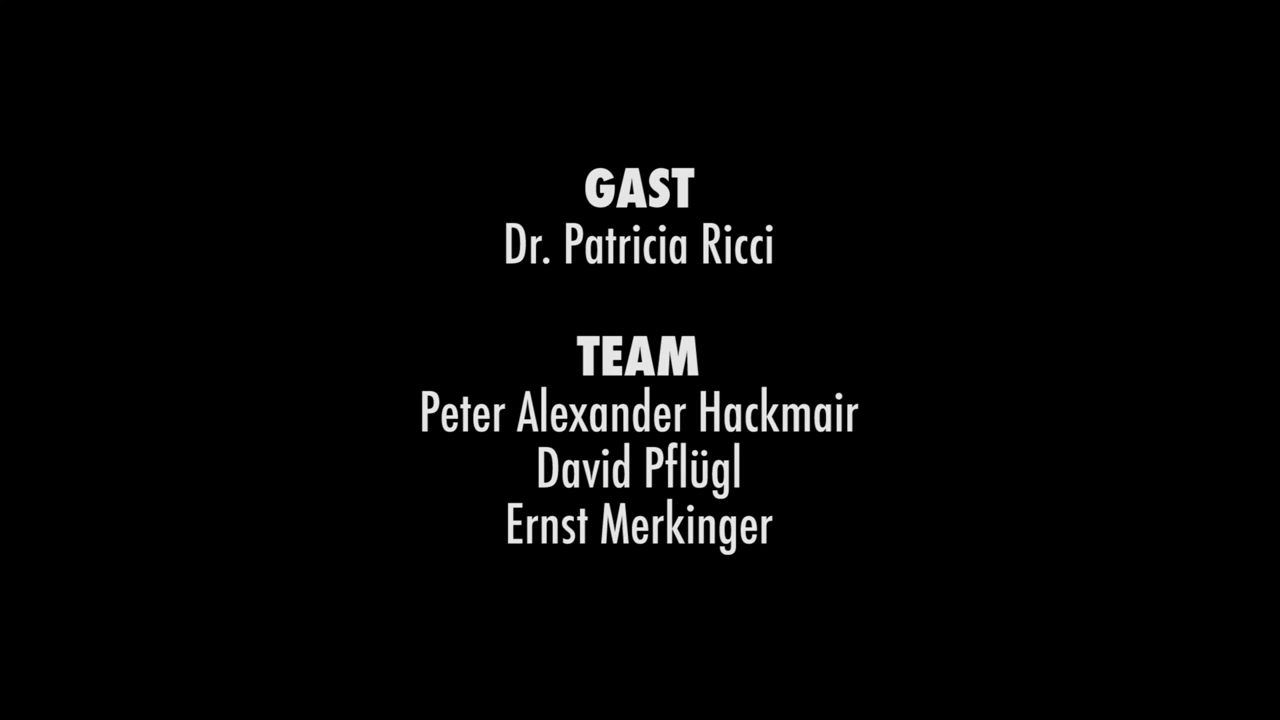 GAST
Dr. Patricia Ricci
TEAM
Peter Alexander Hackmair
David Pflügl
Ernst Merkinger